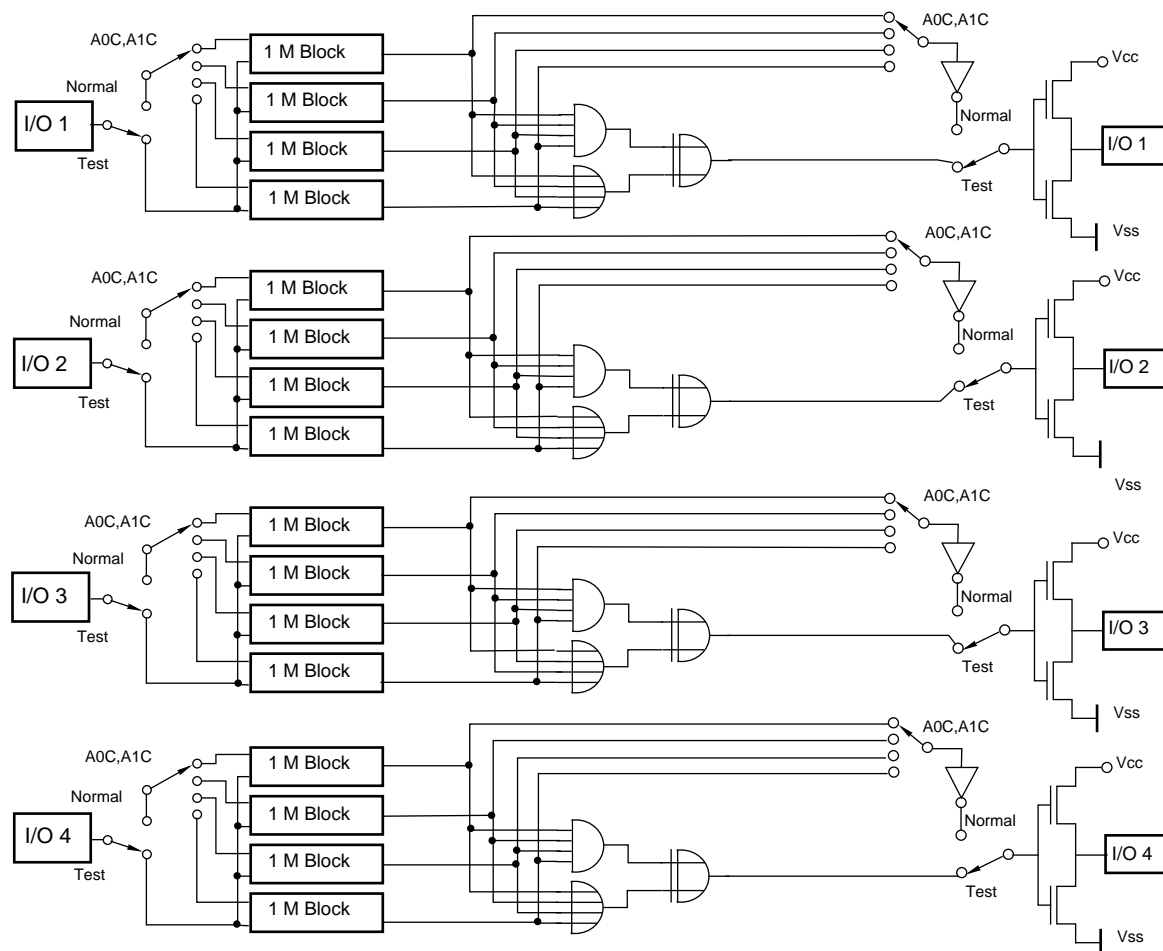 A0C,A1C
Normal
I/O 1
Test
1 M Block
1 M Block
1 M Block
1 M Block
A0C,A1C
Normal
Test
Vcc
I/O 1
Vss
A0C,A1C
Normal
I/O 2
Test
1 M Block
1 M Block
1 M Block
1 M Block
A0C,A1C
Normal
Test
Vcc
I/O 2
Vss
A0C,A1C
Normal
I/O 3
Test
1 M Block
1 M Block
1 M Block
1 M Block
A0C,A1C
Normal
Test
Vcc
I/O 3
Vss
A0C,A1C
Normal
I/O 4
Test
1 M Block
1 M Block
1 M Block
1 M Block
A0C,A1C
Normal
Test
Vcc
I/O 4
Vss